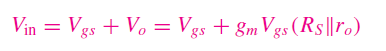 V_in = V_gs + V_o = V_gs + g_m V_gs (R_S∥r_o)